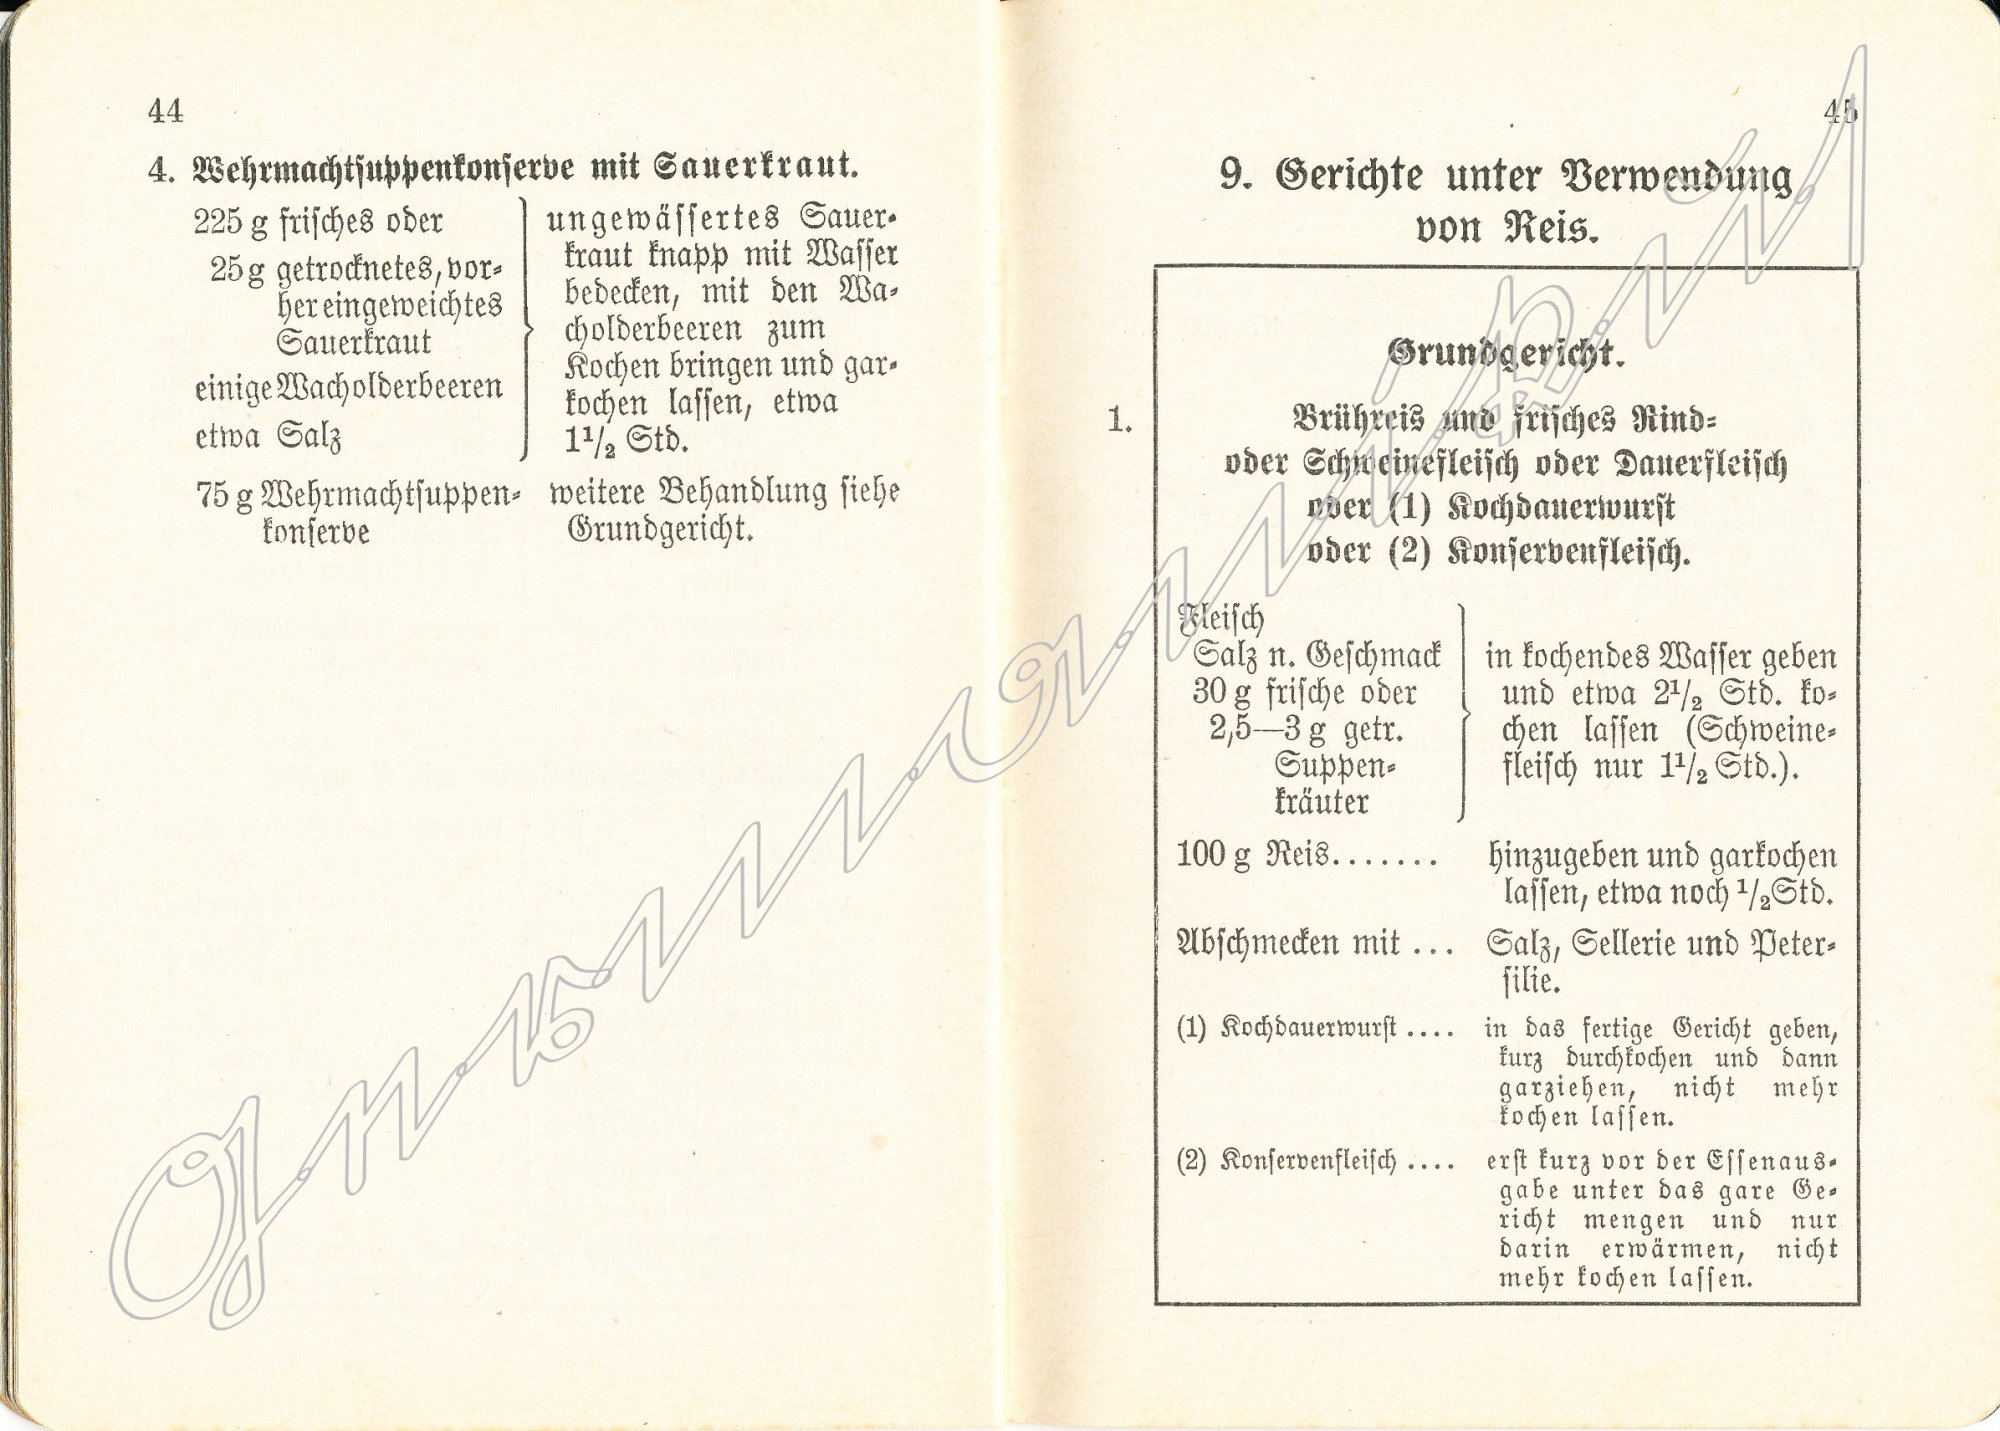 44
4. Wehrmachtsuppenkonserve mit Sauerkraut.
225 g frisches oder
25 g getrocknetes, vor-
her eingeweichtes
Sauerkraut
einige Wacholderbeeren
etwa Salz
ungewässertes Sauer-
kraut knapp mit Wasser
bedecken, mit den Wa-
cholderbeeren zum
Kochen bringen und gar-
kochen lassen, etwa
1 1/2 Std.
75 g Wehrmachtsuppen-
konserve
weitere Behandlung siehe
Grundgericht.
45
9. Gerichte unter Verwendung
von Reis.
Grundgericht.
1. Brühreis und frisches Rind-
oder Schweinefleisch oder Dauerfleisch
oder (1) Kochdauerwurst
oder (2) Konservenfleisch.
Fleisch
Salz n. Geschmack
30 g frische oder
2,5—3 g getr.
Suppen-
kräuter
in kochendes Wasser geben
und etwa 2 1/2 Std. ko-
chen lassen (Schweine-
fleisch nur 1 1/2 Std.).
100 g Reis....... hinzugeben und garkochen
lassen, etwa noch 1/2 Std.
Abschmecken mit ... Salz, Sellerie und Peter-
silie.
(1) Kochdauerwurst .... in das fertige Gericht geben,
kurz durchkochen und dann
garziehen, nicht mehr
kochen lassen.
(2) Konservenfleisch .... erst kurz vor der Essenaus-
gabe unter das gare Ge-
richt mengen und nur
darin erwärmen, nicht
mehr kochen lassen.